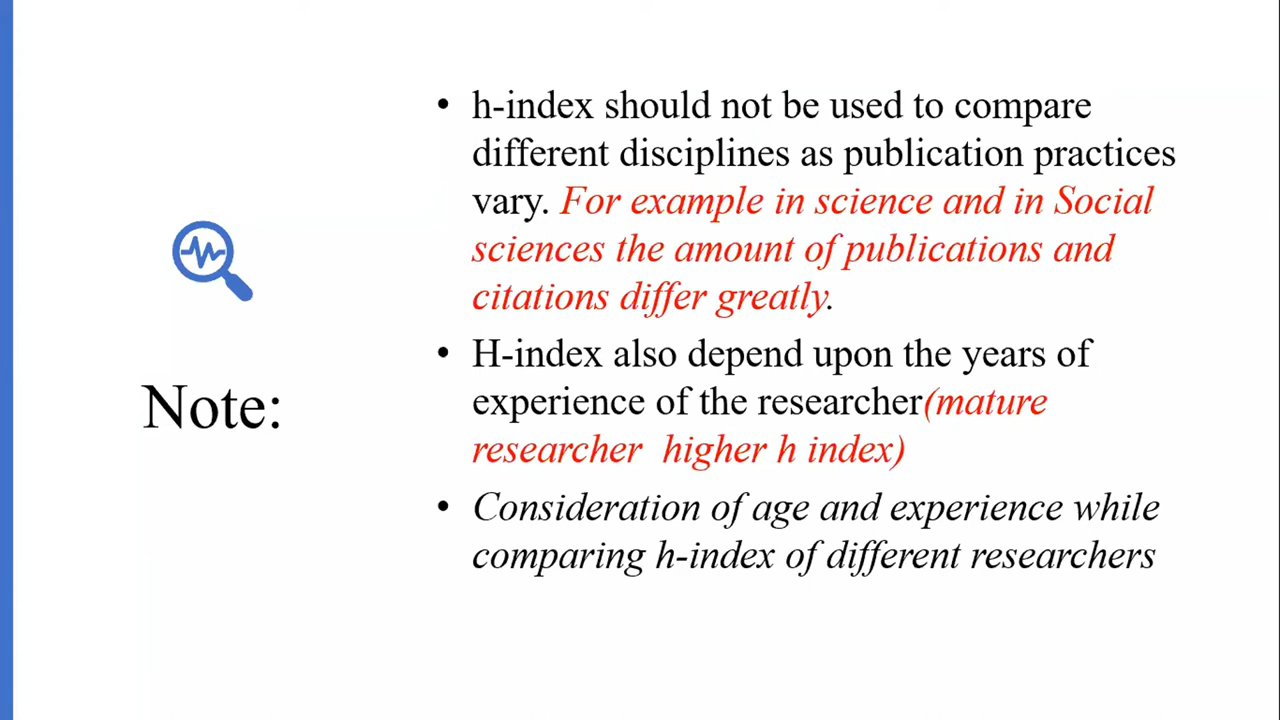 Note:
• h-index should not be used to compare
different disciplines as publication practices
vary. For example in science and in Social
sciences the amount of publications and
citations differ greatly.
• H-index also depend upon the years of
experience of the researcher(mature
researcher  higher h index)
• Consideration of age and experience while
comparing h-index of different researchers